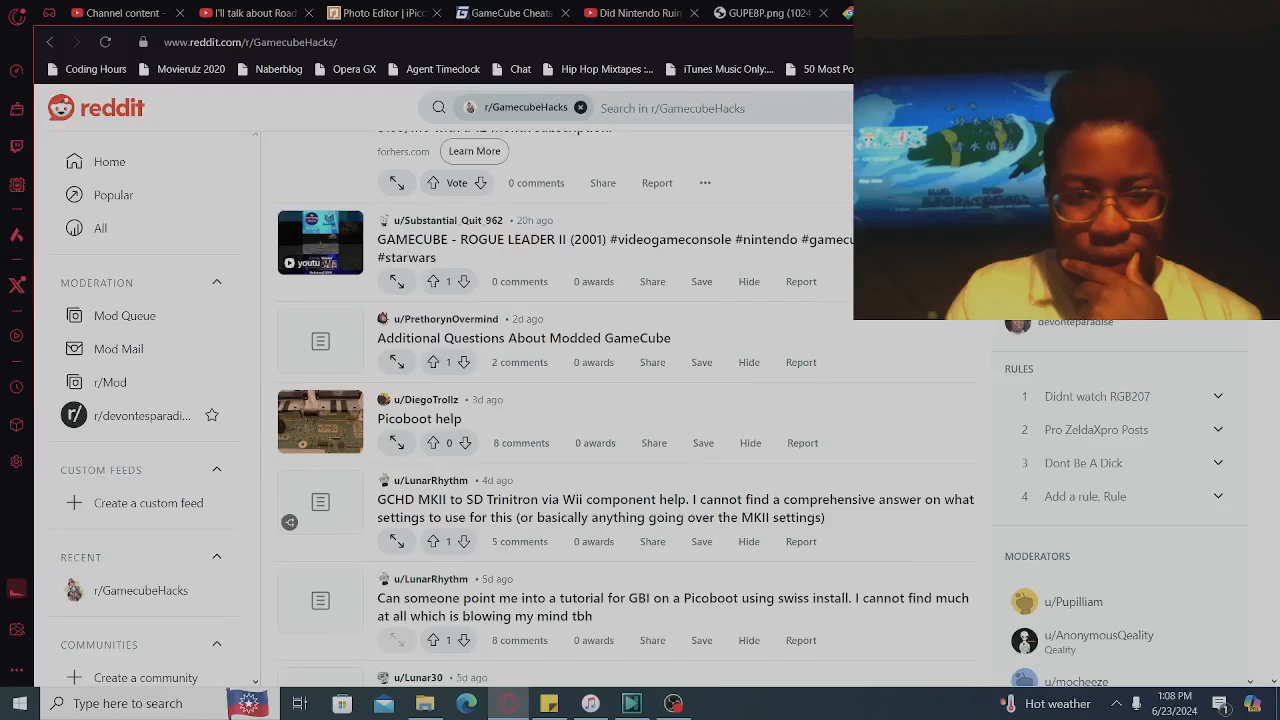 Channel dashboard
"I'll talk about ran
Photo Editor | iPicc
GameCube Cheats
Did Nintendo Ruin
GUPE8P.png (1024
www.reddit.com/r/GamecubeHacks/
Coding Hours
Movierulz 2020
Naberblog
Opera GX
Agent Timeclock
Chat
Hip Hop Mixtapes :...
iTunes Music Only:...
50 Most Po
reddit
r/GamecubeHacks
Search in r/GamecubeHacks
Home
Popular
All
MODERATION
Mod Queue
Mod Mail
r/Mod
r/devontesparadi...
CUSTOM FEEDS
Create a custom feed
RECENT
r/GamecubeHacks
COMMUNITIES
Create a community
forhers.com
Learn More
Vote
0 comments
Share
Report
youtu
u/Substantial_Quit_962 • 20h ago
GAMECUBE - ROGUE LEADER II (2001) #videogameconsole #nintendo #gamecu
#starwars
1
0 comments
0 awards
Share
Save
Hide
Report
u/PrethorynOvermind • 2d ago
Additional Questions About Modded GameCube
1
2 comments
0 awards
Share
Save
Hide
Report
u/DiegoTrollz • 3d ago
Picoboot help
0
8 comments
0 awards
Share
Save
Hide
Report
u/LunarRhythm • 4d ago
GCHD MKII to SD Trinitron via Wii component help. I cannot find a comprehensive answer on what
settings to use for this (or basically anything going over the MKII settings)
1
5 comments
0 awards
Share
Save
Hide
Report
u/LunarRhythm • 5d ago
Can someone point me into a tutorial for GBI on a Picoboot using swiss install. I cannot find much
at all which is blowing my mind tbh
1
8 comments
0 awards
Share
Save
Hide
Report
u/Lunar30 • 5d ago
devonteparadise
RULES
1 Didnt watch RGB207
2 Pro ZeldaXpro Posts
3 Dont Be A Dick
4 Add a rule, Rule
MODERATORS
u/Pupilliam
u/AnonymousQeality
Qeality
u/mocheeze
Type here to search
Hot weather
1:08 PM
6/23/2024